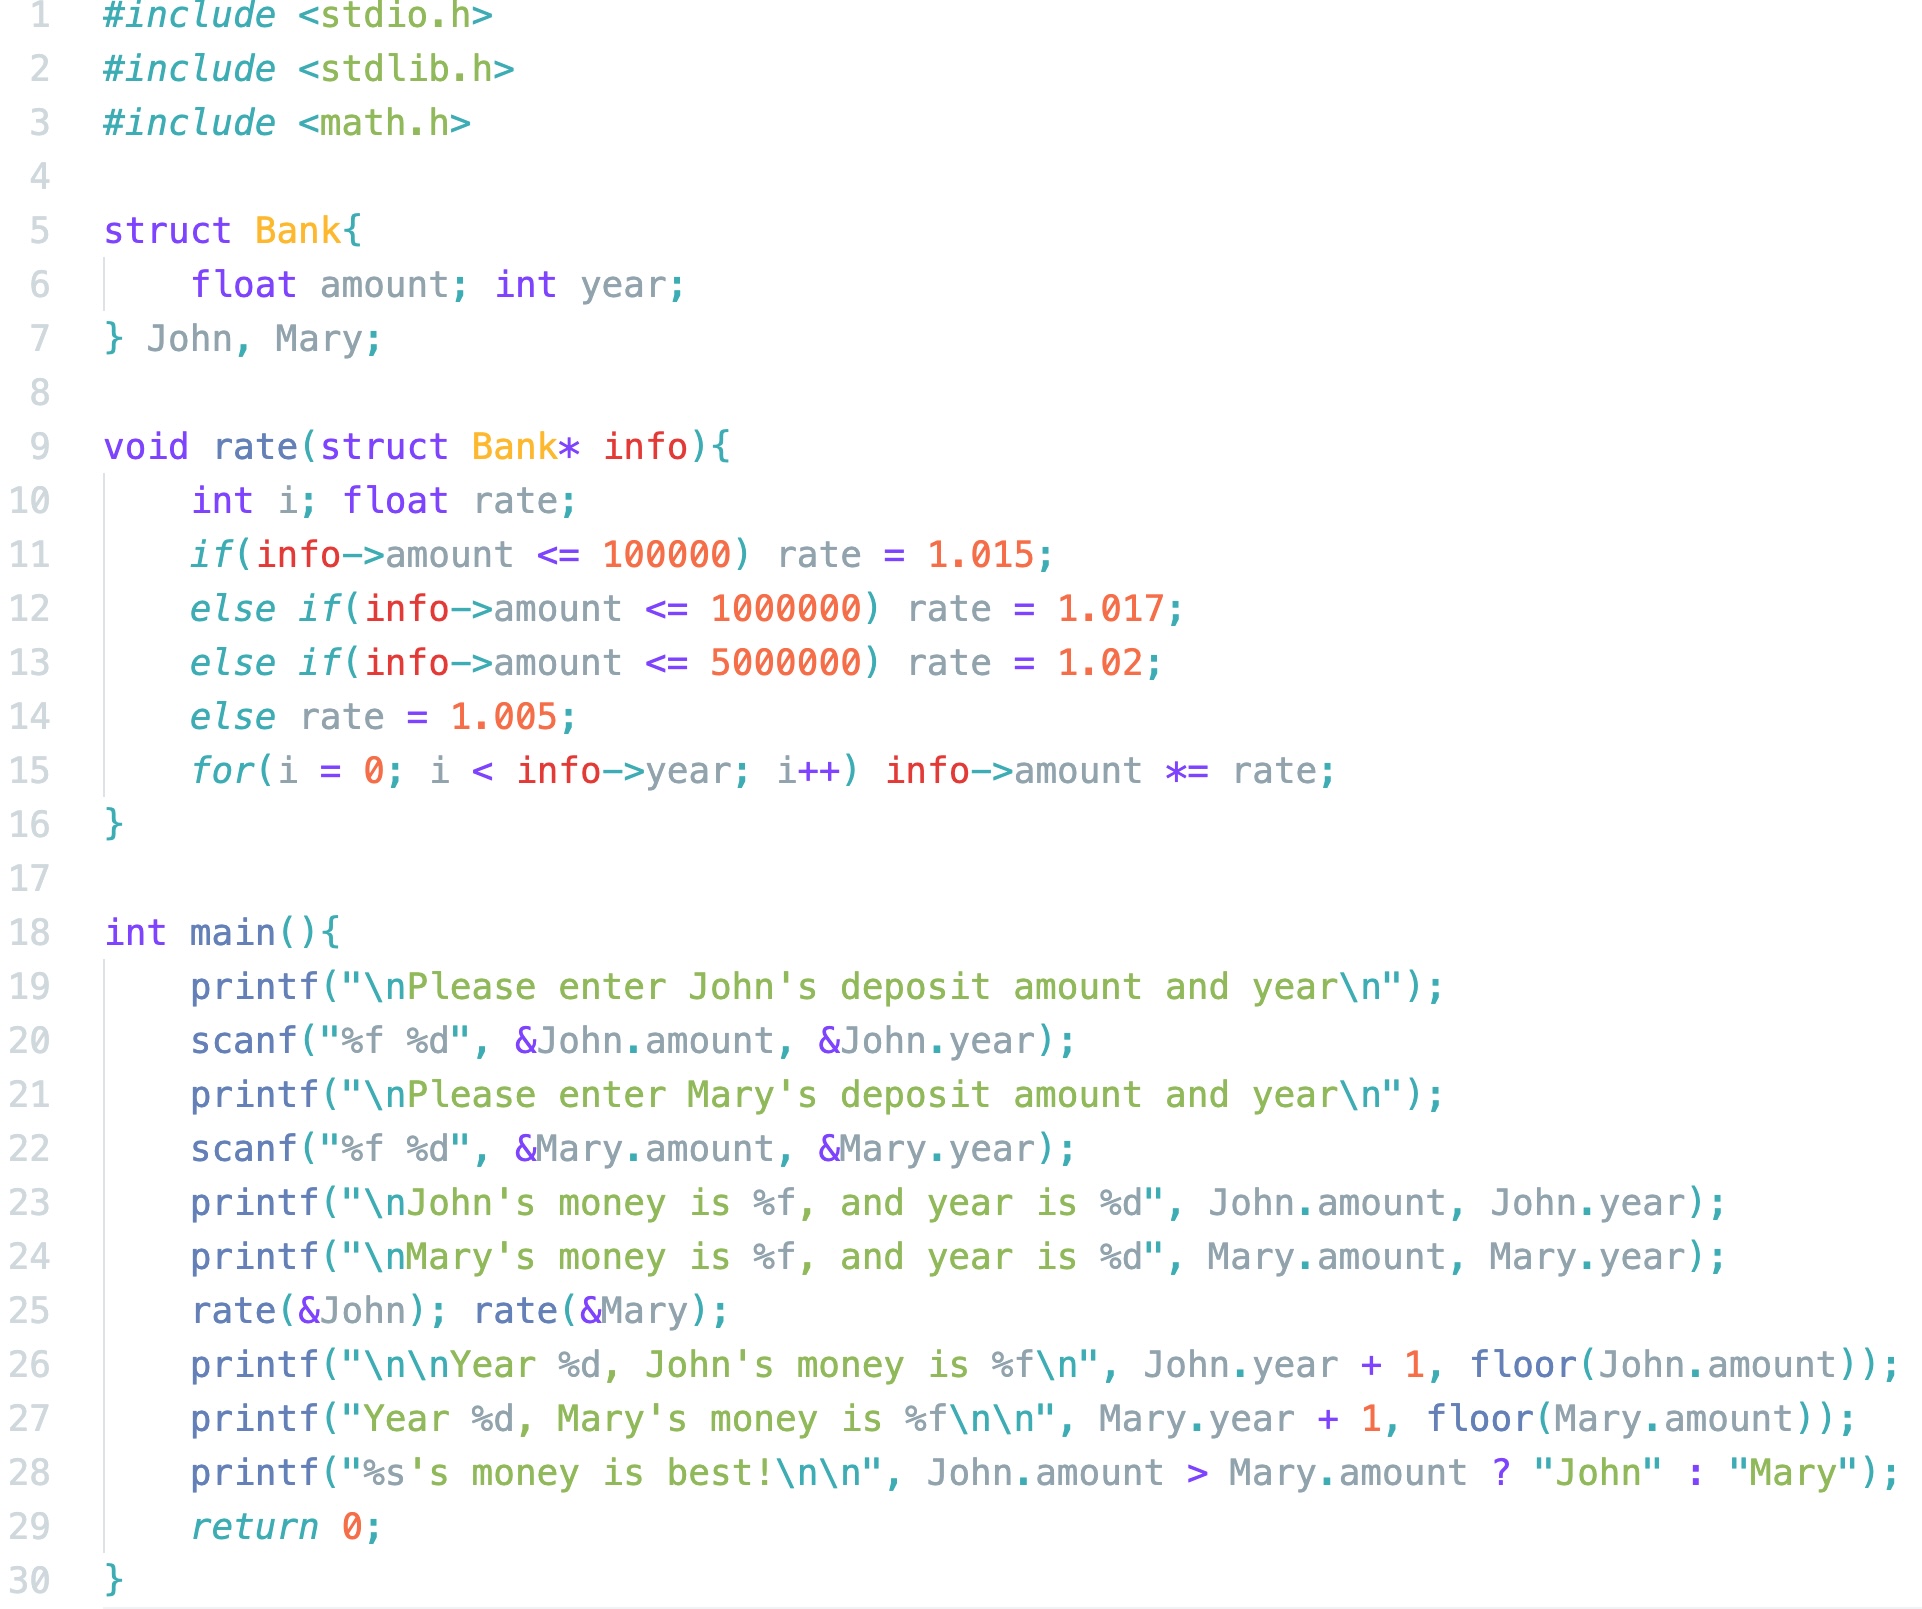 1 #include <stdio.h>
2 #include <stdlib.h>
3 #include <math.h>
4
5 struct Bank{
6     float amount; int year;
7 } John, Mary;
8
9 void rate(struct Bank* info){
10     int i; float rate;
11     if(info->amount <= 100000) rate = 1.015;
12     else if(info->amount <= 1000000) rate = 1.017;
13     else if(info->amount <= 5000000) rate = 1.02;
14     else rate = 1.005;
15     for(i = 0; i < info->year; i++) info->amount *= rate;
16 }
17
18 int main(){
19     printf("\nPlease enter John's deposit amount and year\n");
20     scanf("%f %d", &John.amount, &John.year);
21     printf("\nPlease enter Mary's deposit amount and year\n");
22     scanf("%f %d", &Mary.amount, &Mary.year);
23     printf("\nJohn's money is %f, and year is %d", John.amount, John.year);
24     printf("\nMary's money is %f, and year is %d", Mary.amount, Mary.year);
25     rate(&John); rate(&Mary);
26     printf("\n\nYear %d, John's money is %f\n", John.year + 1, floor(John.amount));
27     printf("Year %d, Mary's money is %f\n\n", Mary.year + 1, floor(Mary.amount));
28     printf("%s's money is best!\n\n", John.amount > Mary.amount ? "John" : "Mary");
29     return 0;
30 }